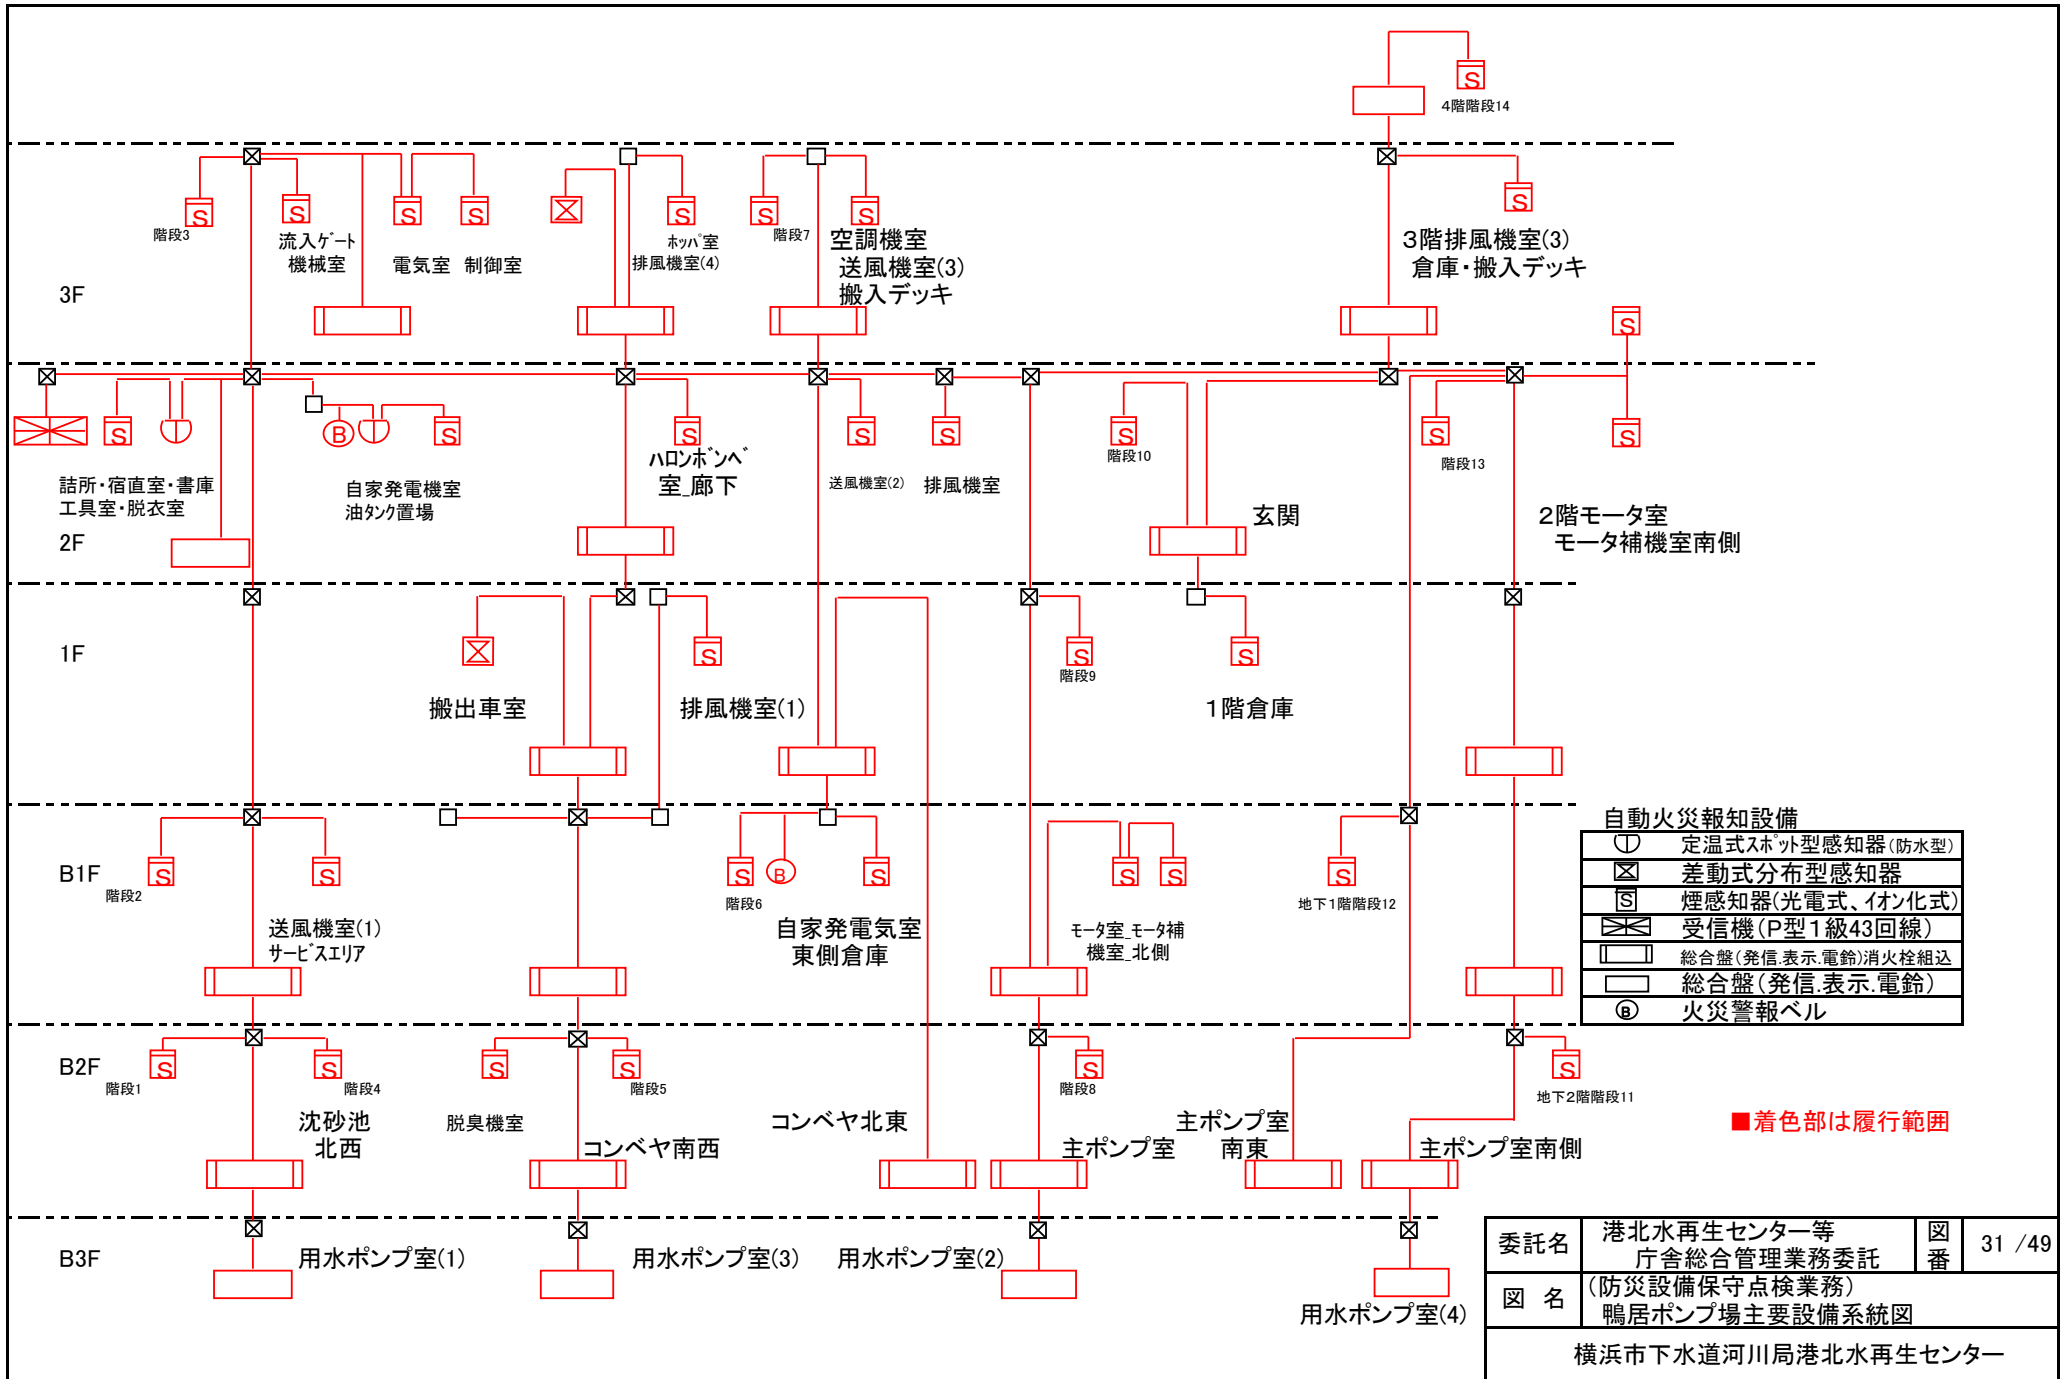 4階階段14
階段3
流入ゲート
機械室
電気室
制御室
ホッパ室
排風機室(4)
階段7
空調機室
送風機室(3)
搬入デッキ
3階排風機室(3)
倉庫・搬入デッキ
3F
S
S
S
S
S
S
S
S
S
S
S
S
S
B
S
S
S
S
S
S
詰所・宿直室・書庫
工具室・脱衣室
自家発電機室
油タンク置場
ハロンボンベ
室_廊下
送風機室(2)
排風機室
階段10
階段13
玄関
2階モータ室
モータ補機室南側
2F
1F
S
S
S
階段9
搬出車室
排風機室(1)
1階倉庫
B1F
S
S
S
B
S
S
S
S
階段2
送風機室(1)
サービスエリア
階段6
自家発電気室
東側倉庫
モータ室_モータ補
機室_北側
地下1階階段12
自動火災報知設備
定温式スポット型感知器(防水型)
差動式分布型感知器
S 煙感知器(光電式、イオン化式)
受信機(P型1級43回線)
総合盤(発信.表示.電鈴)消火栓組込
総合盤(発信.表示.電鈴)
B 火災警報ベル
B2F
S
S
S
S
S
S
階段1
階段4
階段5
階段8
地下2階階段11
沈砂池
北西
脱臭機室
コンベヤ南西
コンベヤ北東
主ポンプ室
主ポンプ室
南東
主ポンプ室南側
■着色部は履行範囲
B3F
用水ポンプ室(1)
用水ポンプ室(3)
用水ポンプ室(2)
用水ポンプ室(4)
委託名
港北水再生センター等
庁舎総合管理業務委託
図番
31 /49
図 名
(防災設備保守点検業務)
鴨居ポンプ場主要設備系統図
横浜市下水道河川局港北水再生センター